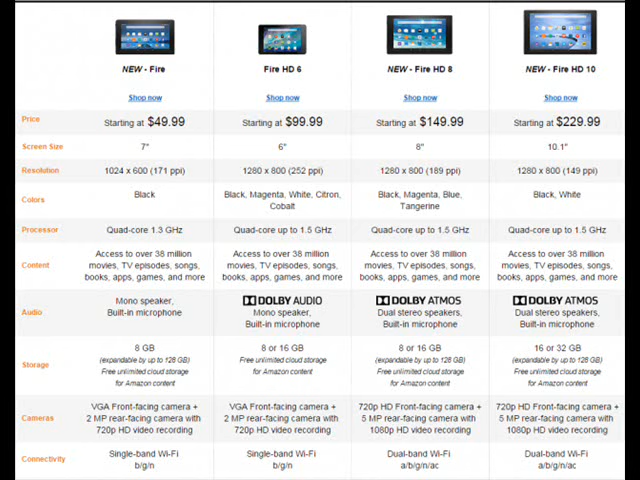 NEW - Fire
Fire HD 6
NEW - Fire HD 8
NEW - Fire HD 10
Shop now
Shop now
Shop now
Shop now
Price
Starting at $49.99
Starting at $99.99
Starting at $149.99
Starting at $229.99
Screen Size
7"
6"
8"
10.1"
Resolution
1024 x 600 (171 ppi)
1280 x 800 (252 ppi)
1280 x 800 (189 ppi)
1280 x 800 (149 ppi)
Colors
Black
Black, Magenta, White, Citron,
Cobalt
Black, Magenta, Blue,
Tangerine
Black, White
Processor
Quad-core 1.3 GHz
Quad-core up to 1.5 GHz
Quad-core up to 1.5 GHz
Quad-core up to 1.5 GHz
Content
Access to over 38 million
movies, TV episodes, songs,
books, apps, games, and more
Access to over 38 million
movies, TV episodes, songs,
books, apps, games, and more
Access to over 38 million
movies, TV episodes, songs,
books, apps, games, and more
Access to over 38 million
movies, TV episodes, songs,
books, apps, games, and more
Audio
Mono speaker,
Built-in microphone
DOLBY AUDIO
Mono speaker,
Built-in microphone
DOLBY ATMOS
Dual stereo speakers,
Built-in microphone
DOLBY ATMOS
Dual stereo speakers,
Built-in microphone
Storage
8 GB
(expandable by up to 128 GB)
Free unlimited cloud storage
for Amazon content
8 or 16 GB
Free unlimited cloud storage
for Amazon content
8 or 16 GB
(expandable by up to 128 GB)
Free unlimited cloud storage
for Amazon content
16 or 32 GB
(expandable by up to 128 GB)
Free unlimited cloud storage
for Amazon content
Cameras
VGA Front-facing camera +
2 MP rear-facing camera with
720p HD video recording
VGA Front-facing camera +
2 MP rear-facing camera with
720p HD video recording
720p HD Front-facing camera +
5 MP rear-facing camera with
1080p HD video recording
720p HD Front-facing camera +
5 MP rear-facing camera with
1080p HD video recording
Connectivity
Single-band Wi-Fi
b/g/n
Single-band Wi-Fi
b/g/n
Dual-band Wi-Fi
a/b/g/n/ac
Dual-band Wi-Fi
a/b/g/n/ac